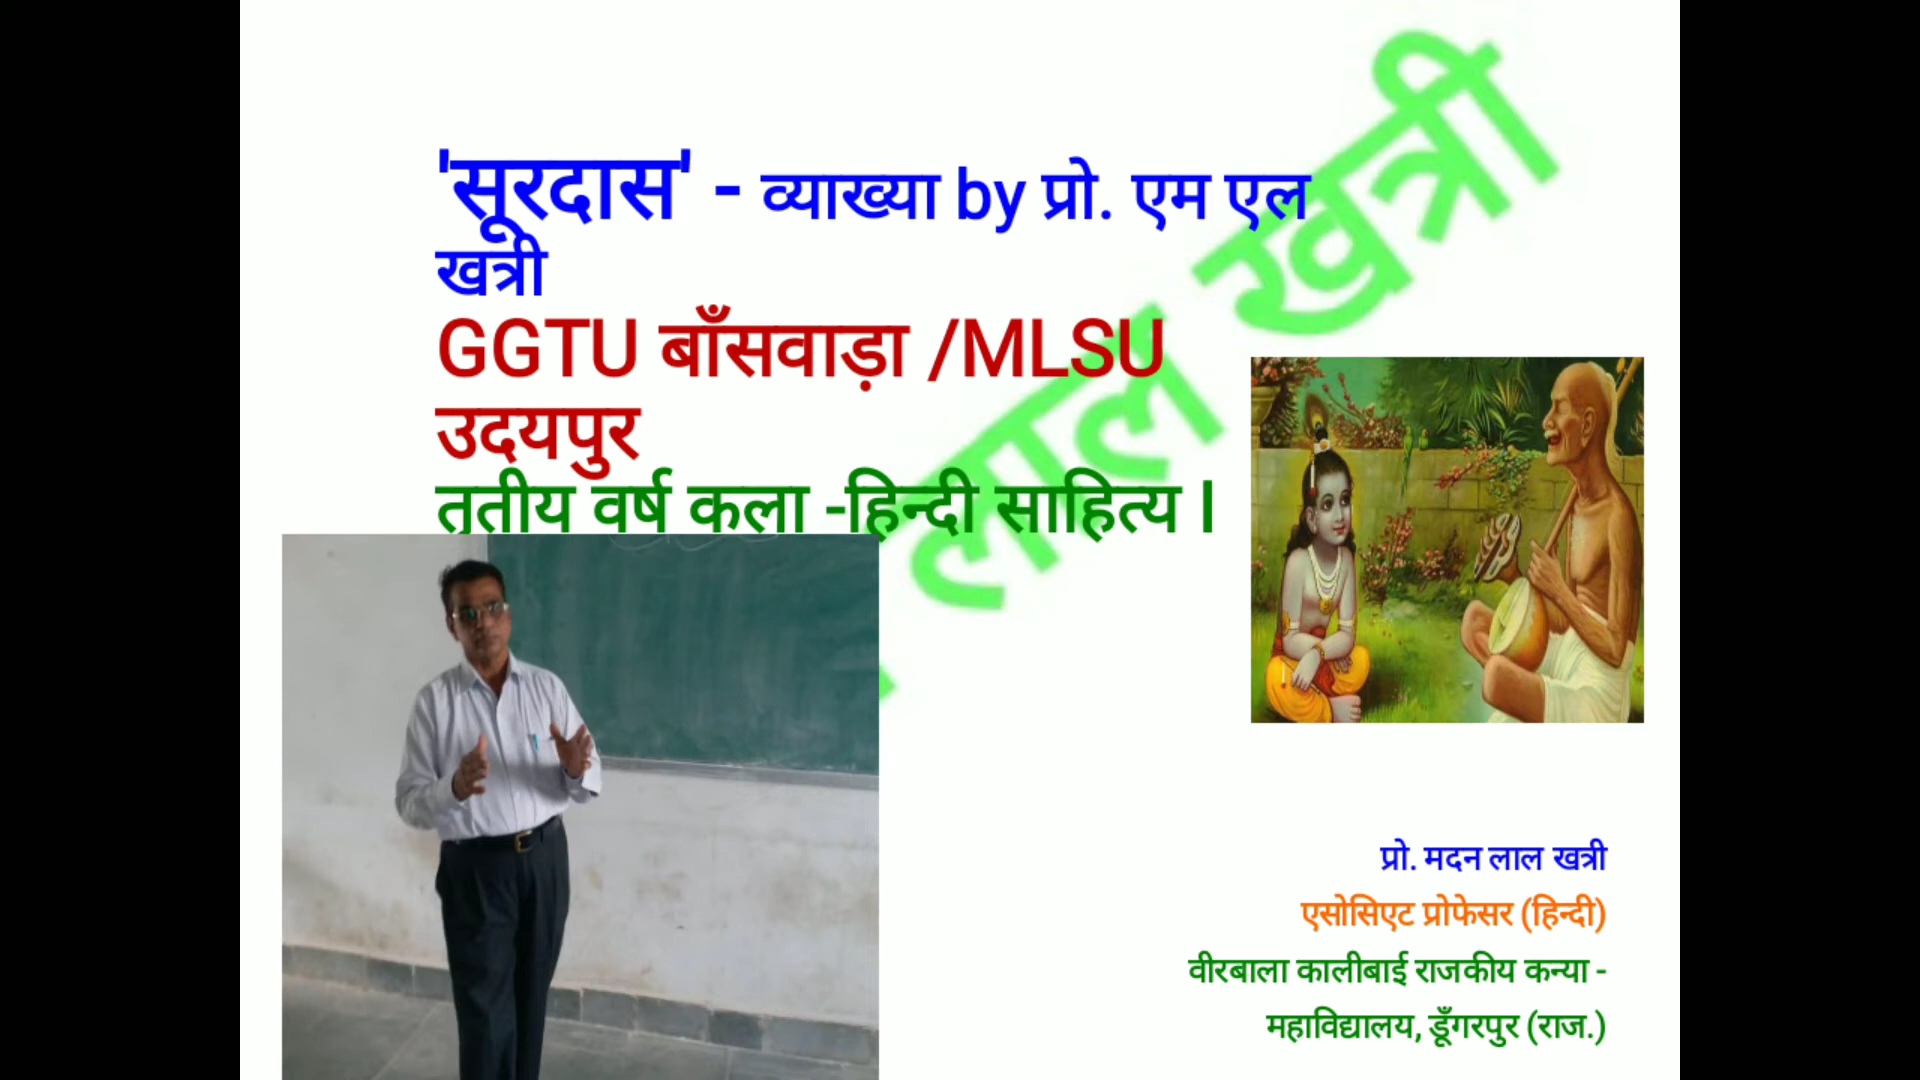 'सूरदास' - व्याख्या by प्रो. एम एल
खत्री
GGTU बाँसवाड़ा /MLSU
उदयपुर
तृतीय वर्ष कला -हिन्दी साहित्य I
लाल खत्री
प्रो. मदन लाल खत्री
एसोसिएट प्रोफेसर (हिन्दी)
वीरबाला कालीबाई राजकीय कन्या -
महाविद्यालय, डूँगरपुर (राज.)